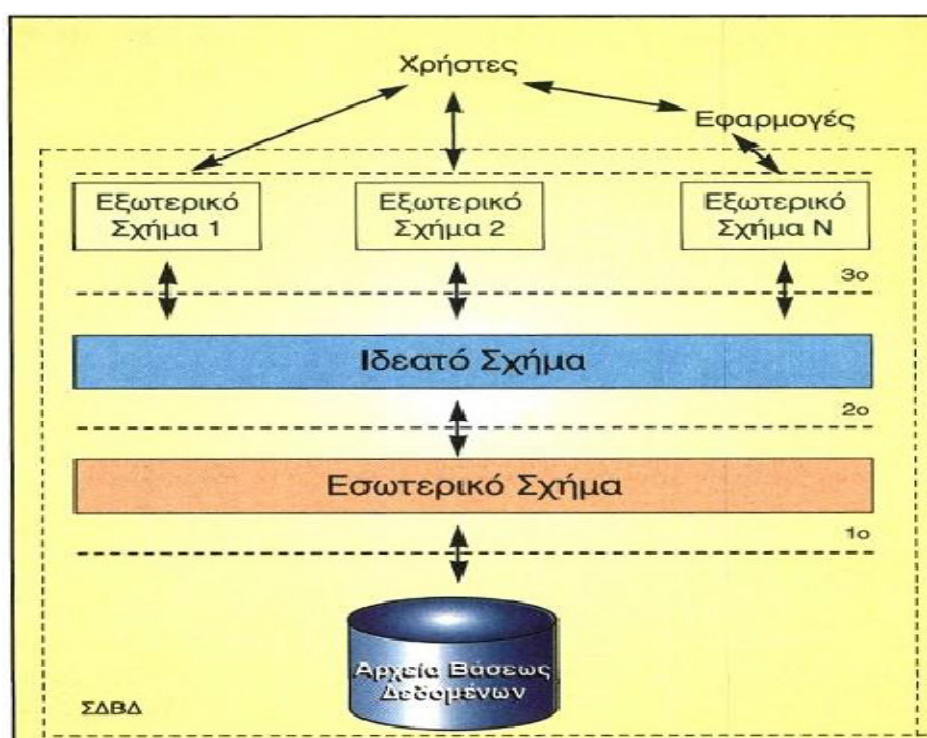 Χρήστες
Εφαρμογές
Εξωτερικό
Σχήμα 1
Εξωτερικό
Σχήμα 2
Εξωτερικό
Σχήμα Ν
3ο
Ιδεατό Σχήμα
2ο
Εσωτερικό Σχήμα
1ο
Αρχεία Βάσεως
Δεδομένων
ΣΔΒΔ